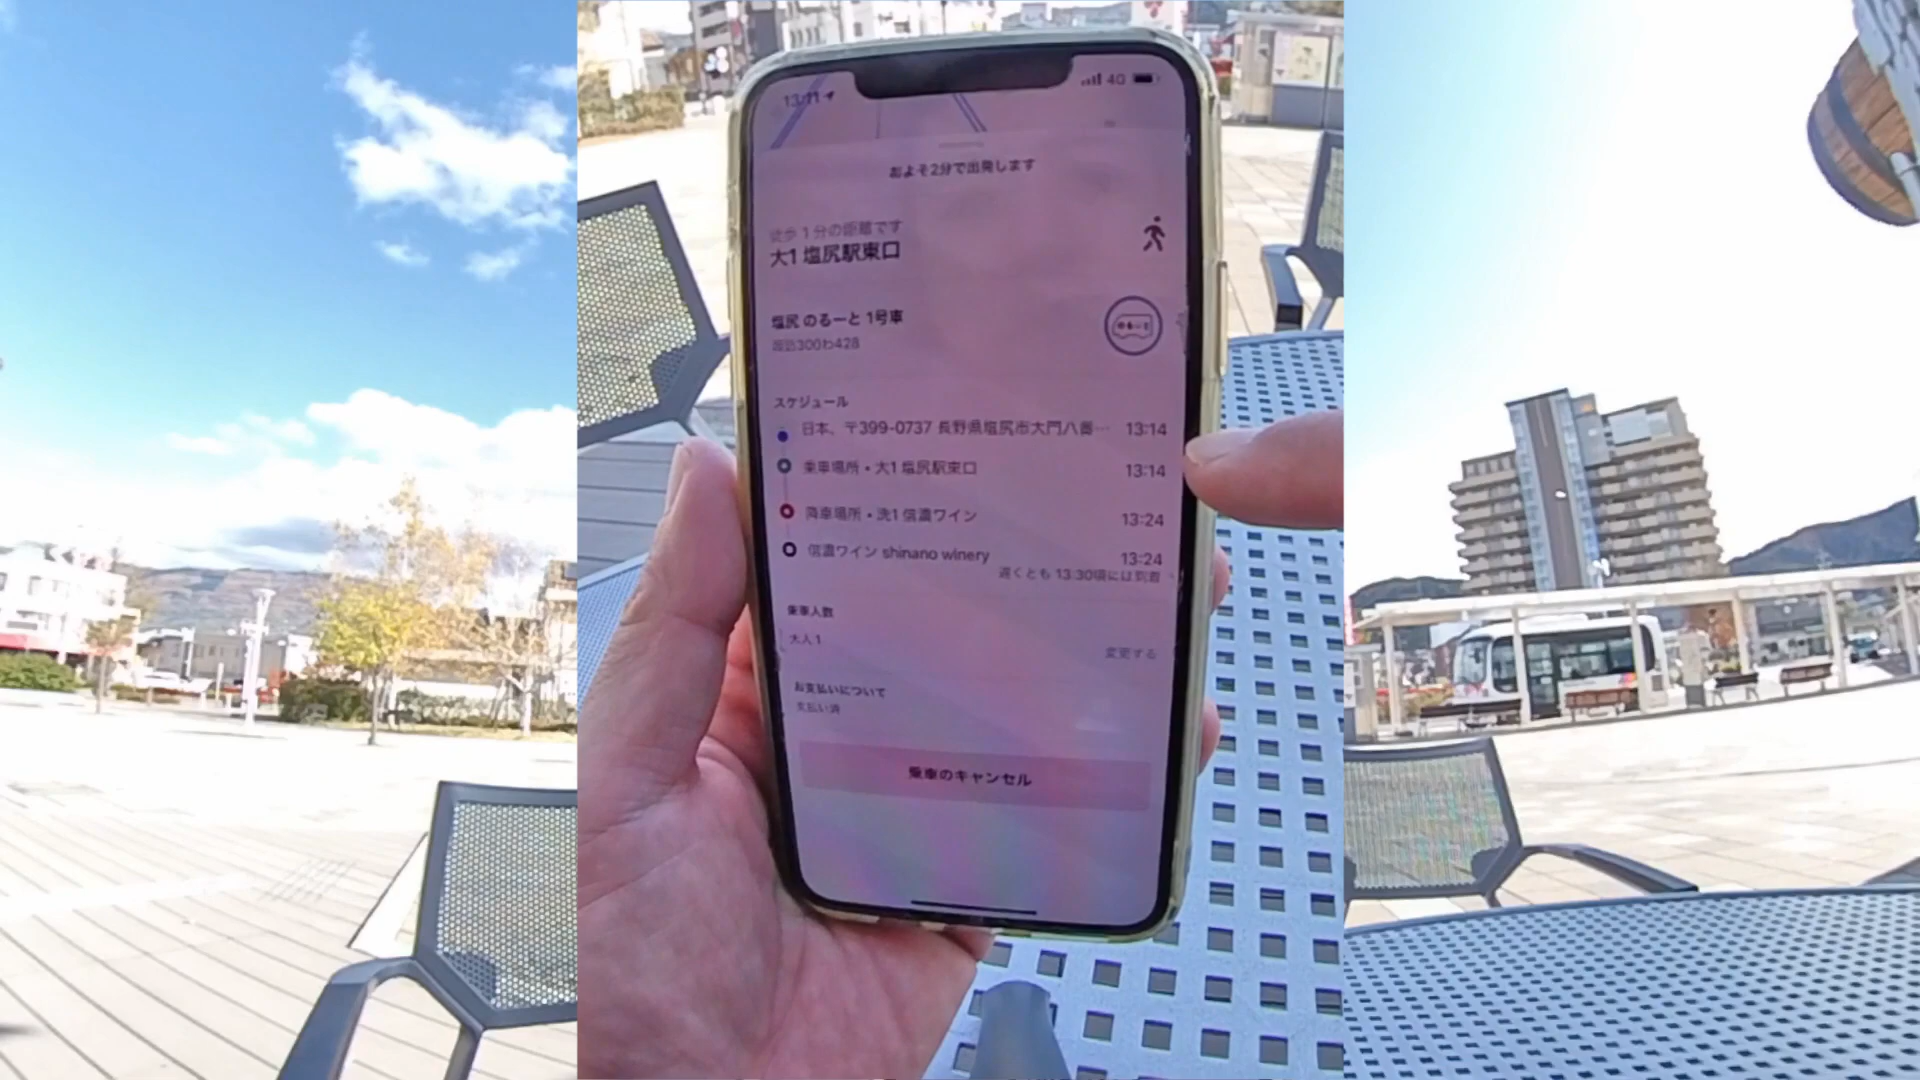 13:11
4G
およそ2分で出発します
徒歩1分の距離です
大1 塩尻駅東口
塩尻 のるーと 1号車
諏訪300わ428
のるーと
スケジュール
日本、〒399-0737 長野県塩尻市大門八番… 13:14
乗車場所・大1 塩尻駅東口 13:14
降車場所・洗1 信濃ワイン 13:24
信濃ワイン shinano winery 13:24
遅くとも 13:30頃には到着
乗車人数
大人1
変更する
お支払いについて
支払い済
乗車のキャンセル